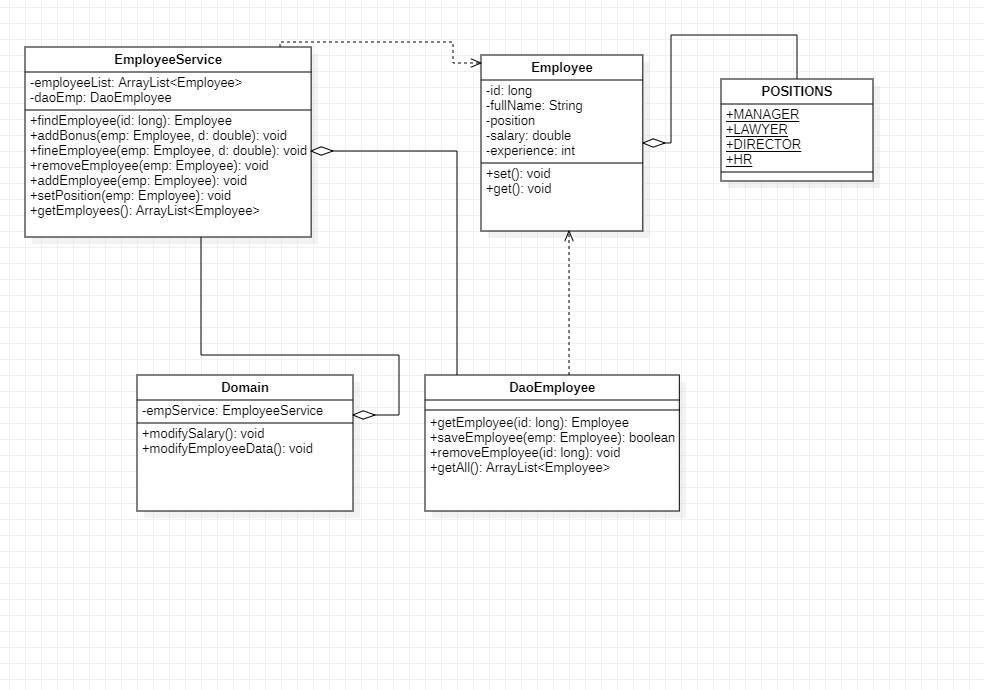 EmployeeService
-employeeList: ArrayList<Employee>
-daoEmp: DaoEmployee
+findEmployee(id: long): Employee
+addBonus(emp: Employee, d: double): void
+fineEmployee(emp: Employee, d: double): void
+removeEmployee(emp: Employee): void
+addEmployee(emp: Employee): void
+setPosition(emp: Employee): void
+getEmployees(): ArrayList<Employee>
Employee
-id: long
-fullName: String
-position
-salary: double
-experience: int
+set(): void
+get(): void
POSITIONS
+MANAGER
+LAWYER
+DIRECTOR
+HR
Domain
-empService: EmployeeService
+modifySalary(): void
+modifyEmployeeData(): void
DaoEmployee
+getEmployee(id: long): Employee
+saveEmployee(emp: Employee): boolean
+removeEmployee(id: long): void
+getAll(): ArrayList<Employee>